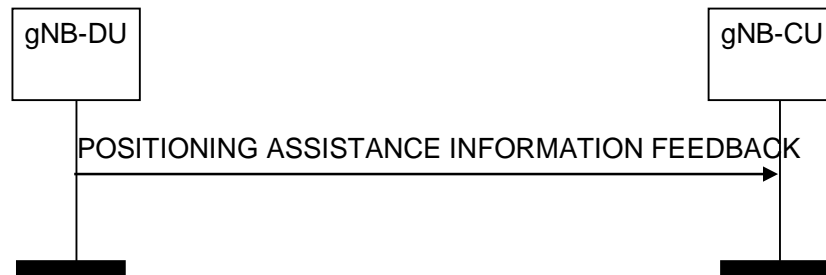 gNB-DU
gNB-CU
POSITIONING ASSISTANCE INFORMATION FEEDBACK